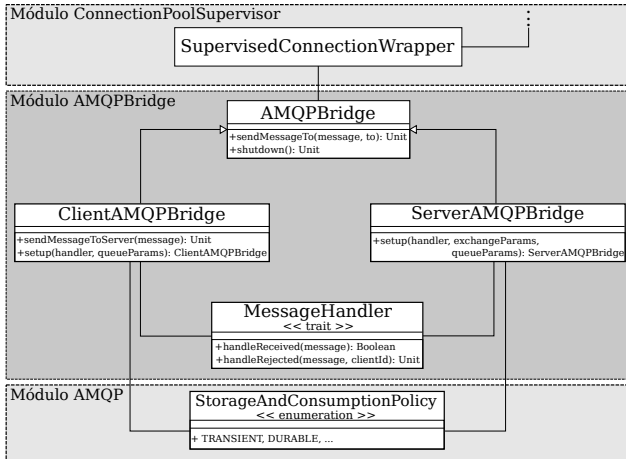 Módulo ConnectionPoolSupervisor
SupervisedConnectionWrapper
Módulo AMQPBridge
AMQPBridge
+sendMessageTo(message, to): Unit
+shutdown(): Unit
ClientAMQPBridge
+sendMessageToServer(message): Unit
+setup(handler, queueParams): ClientAMQPBridge
ServerAMQPBridge
+setup(handler, exchangeParams,
queueParams): ServerAMQPBridge
MessageHandler
<< trait >>
+handleReceived(message): Boolean
+handleRejected(message, clientId): Unit
Módulo AMQP
StorageAndConsumptionPolicy
<< enumeration >>
+ TRANSIENT, DURABLE, ...